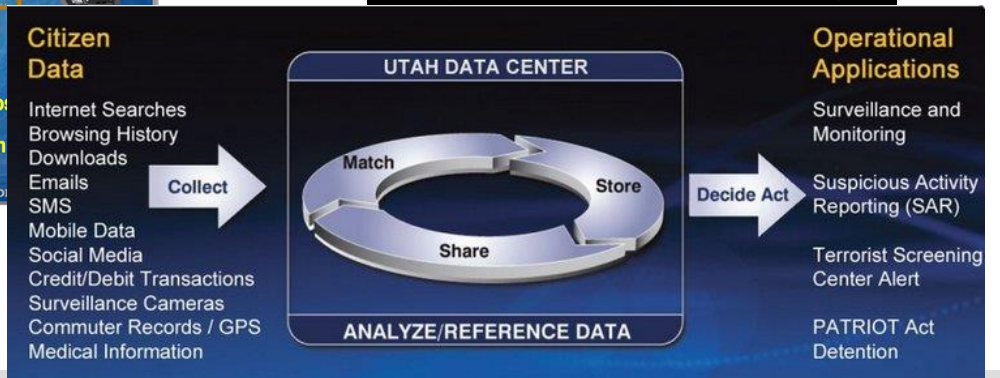 Citizen
Data
Internet Searches
Browsing History
Downloads
Emails
SMS
Mobile Data
Social Media
Credit/Debit Transactions
Surveillance Cameras
Commuter Records / GPS
Medical Information
Collect
UTAH DATA CENTER
Match
Store
Share
ANALYZE/REFERENCE DATA
Decide Act
Operational
Applications
Surveillance and
Monitoring
Suspicious Activity
Reporting (SAR)
Terrorist Screening
Center Alert
PATRIOT Act
Detention